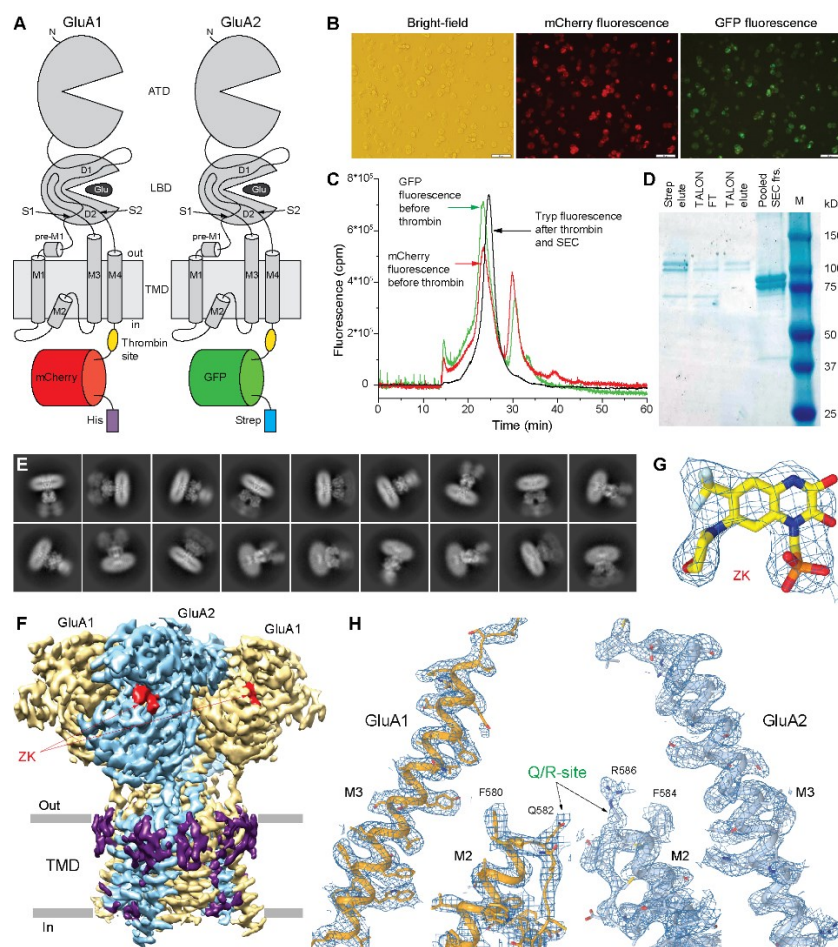 A
GluA1
GluA2
N
N
ATD
D1
D1
LBD
Glu
Glu
S1
D2
S2
D2
pre-M1
pre-M1
out
M1
M3
M4
M1
M3
M4
TMD
M2
M2
in
Thrombin
site
mCherry
GFP
His
Strep
B
Bright-field
mCherry fluorescence
GFP fluorescence
C
8*10⁵
6*10⁵
4*10⁵
2*10⁵
0
Fluorescence (cpm)
GFP
fluorescence
before
thrombin
Tryp fluorescence
after thrombin
and SEC
mCherry fluorescence
before thrombin
0 10 20 30 40 50 60
Time (min)
D
Strep
elute
TALON
FT
TALON
elute
Pooled
SEC frs.
M
kDa
150
100
75
50
37
25
E
F
GluA1
GluA2
GluA1
ZK
Out
TMD
In
G
ZK
H
GluA1
GluA2
Q/R-site
R586
M3
F580
F584
M3
Q582
M2
M2